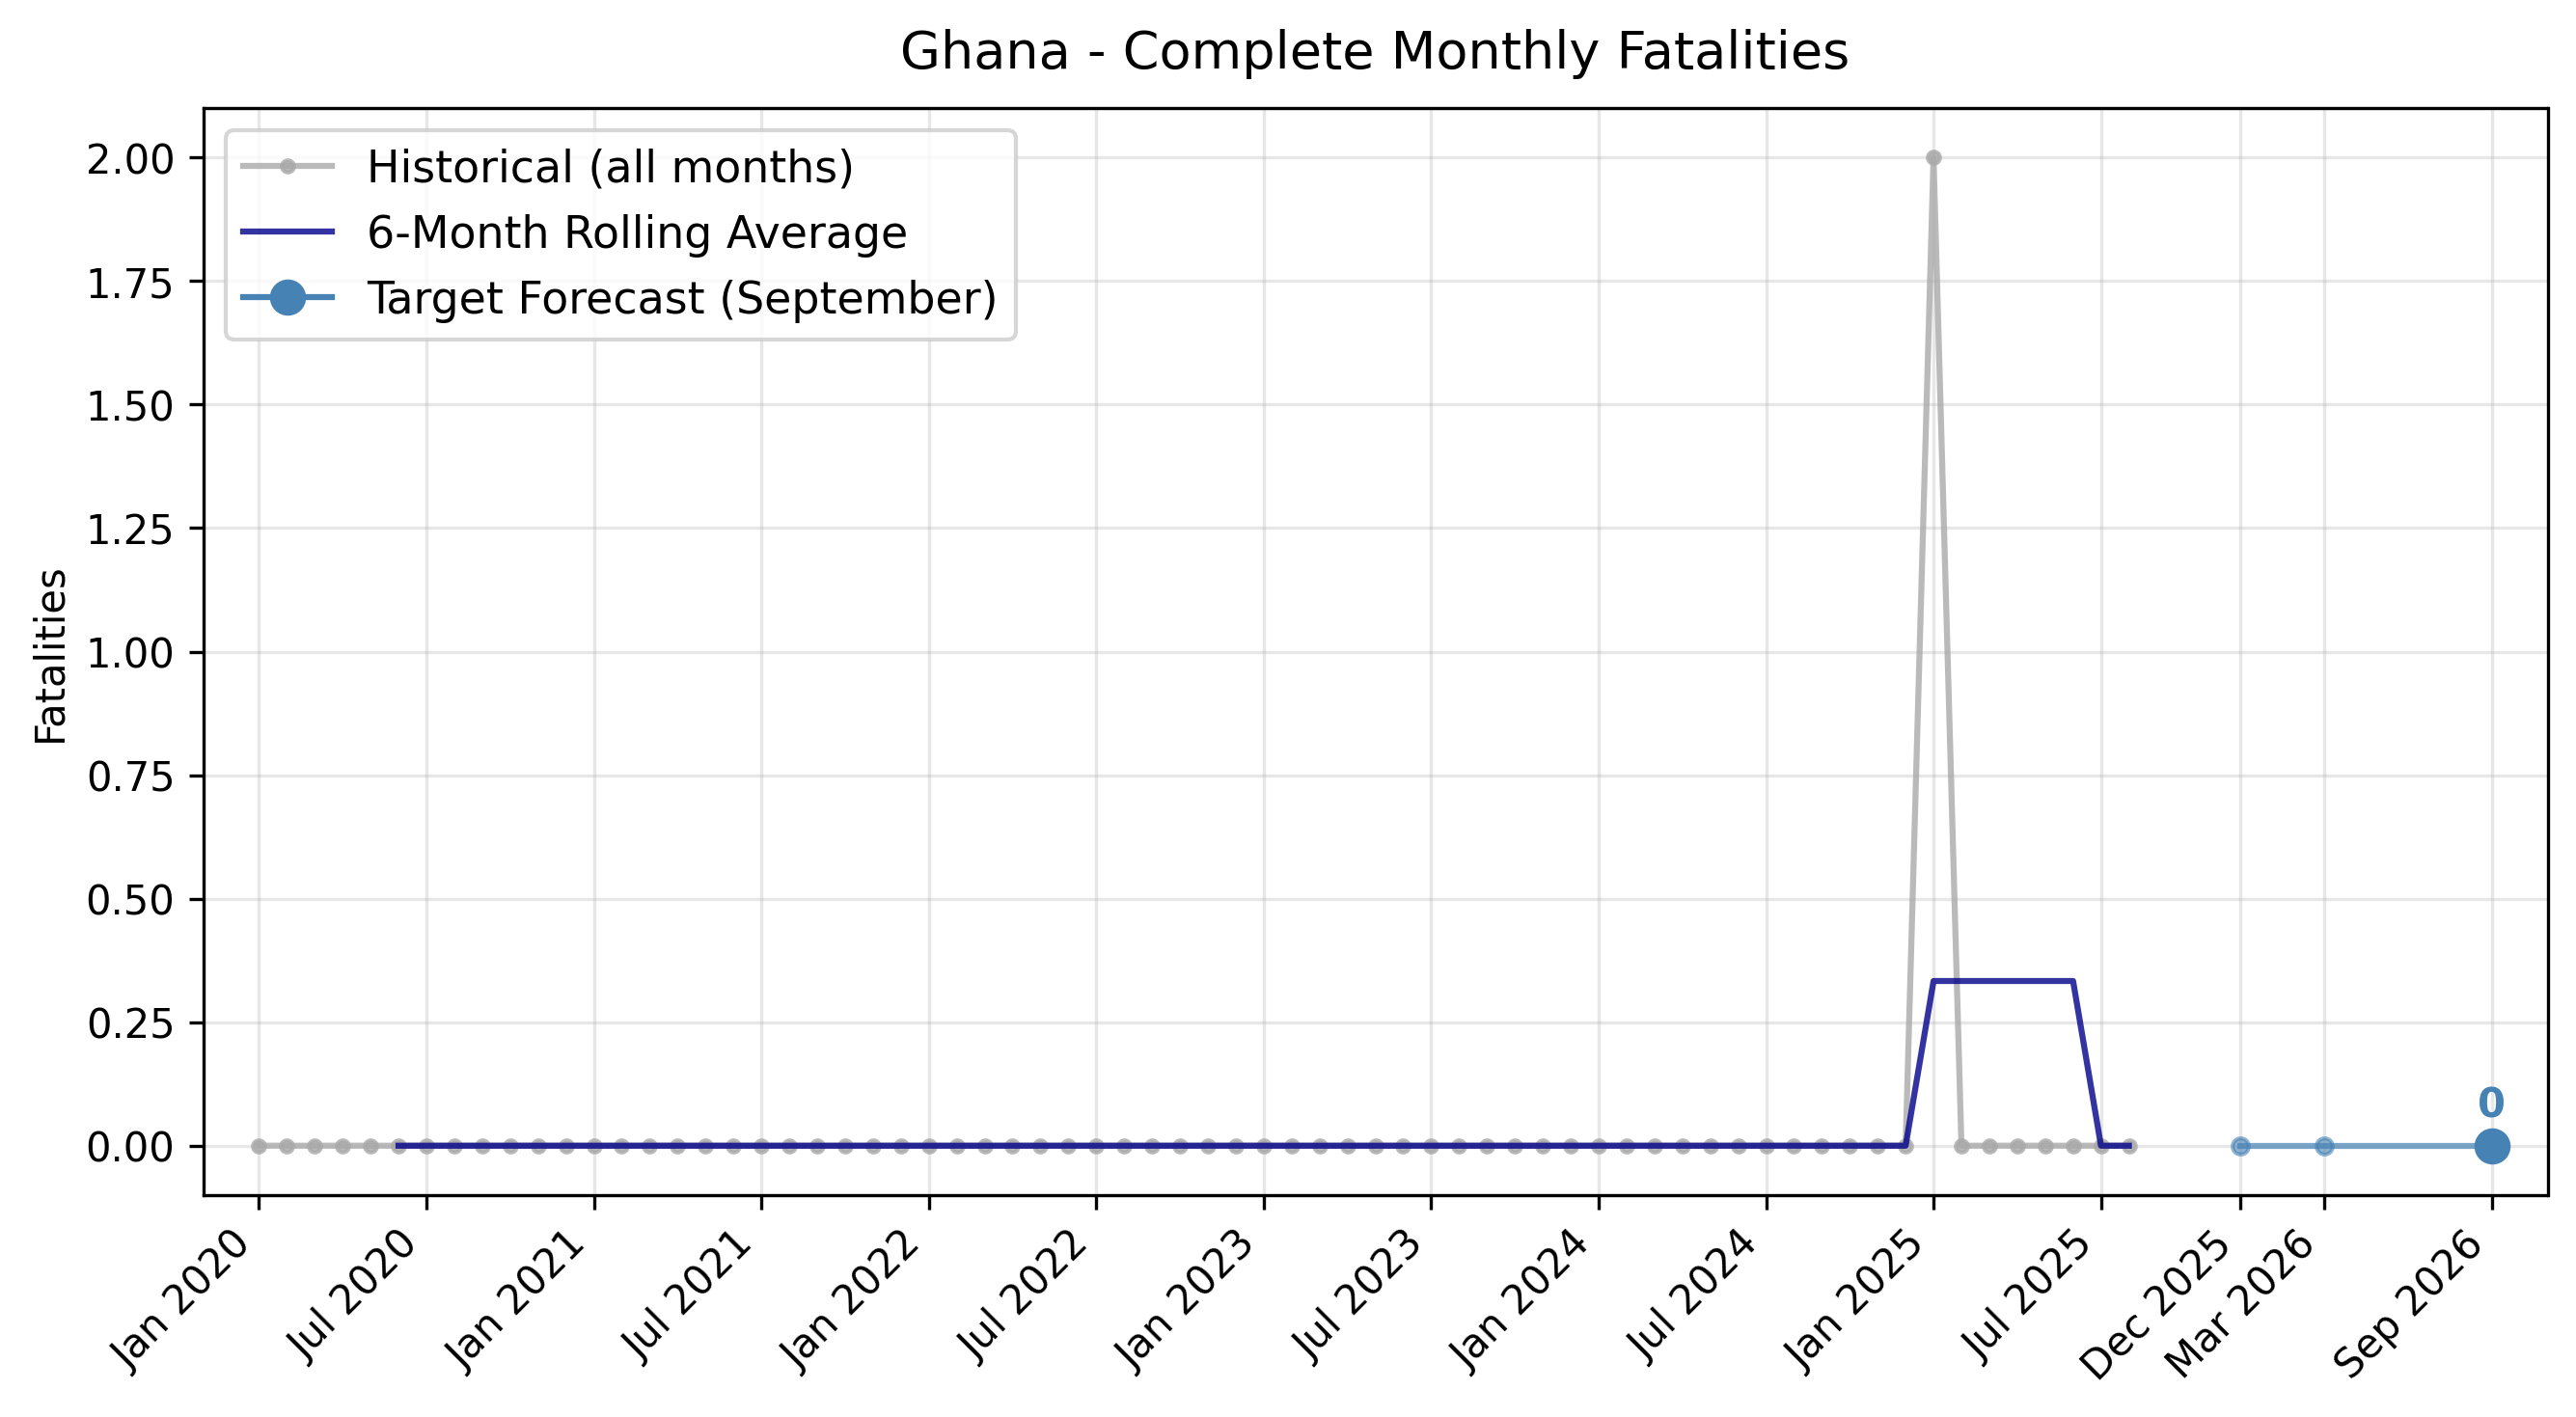 Ghana - Complete Monthly Fatalities
Historical (all months)
6-Month Rolling Average
Target Forecast (September)
Fatalities
2.00
1.75
1.50
1.25
1.00
0.75
0.50
0.25
0.00
0
Jan 2020
Jul 2020
Jan 2021
Jul 2021
Jan 2022
Jul 2022
Jan 2023
Jul 2023
Jan 2024
Jul 2024
Jan 2025
Jul 2025
Dec 2025
Mar 2026
Sep 2026